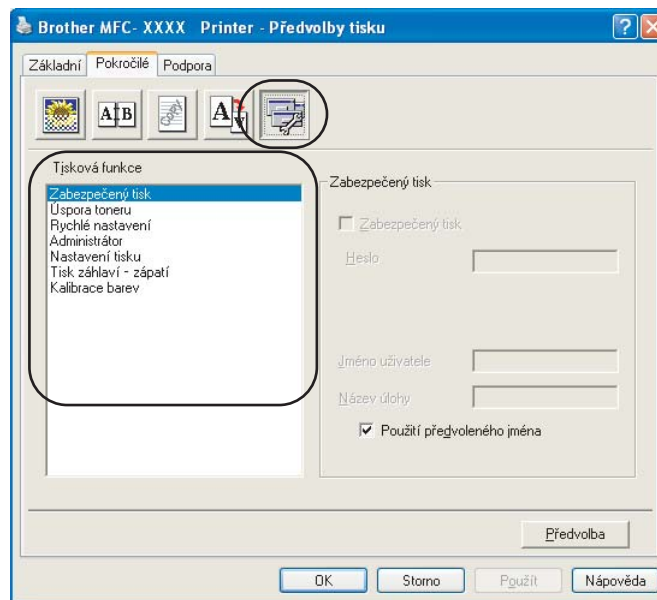 Brother MFC- XXXX Printer - Předvolby tisku
Základní Pokročilé Podpora
Tisková funkce
Zabezpečený tisk
Úspora toneru
Rychlé nastavení
Administrátor
Nastavení tisku
Tisk záhlaví - zápatí
Kalibrace barev
Zabezpečený tisk
Zabezpečený tisk
Heslo
Jméno uživatele
Název úlohy
Použití předvoleného jména
Předvolba
OK Storno Použít Nápověda